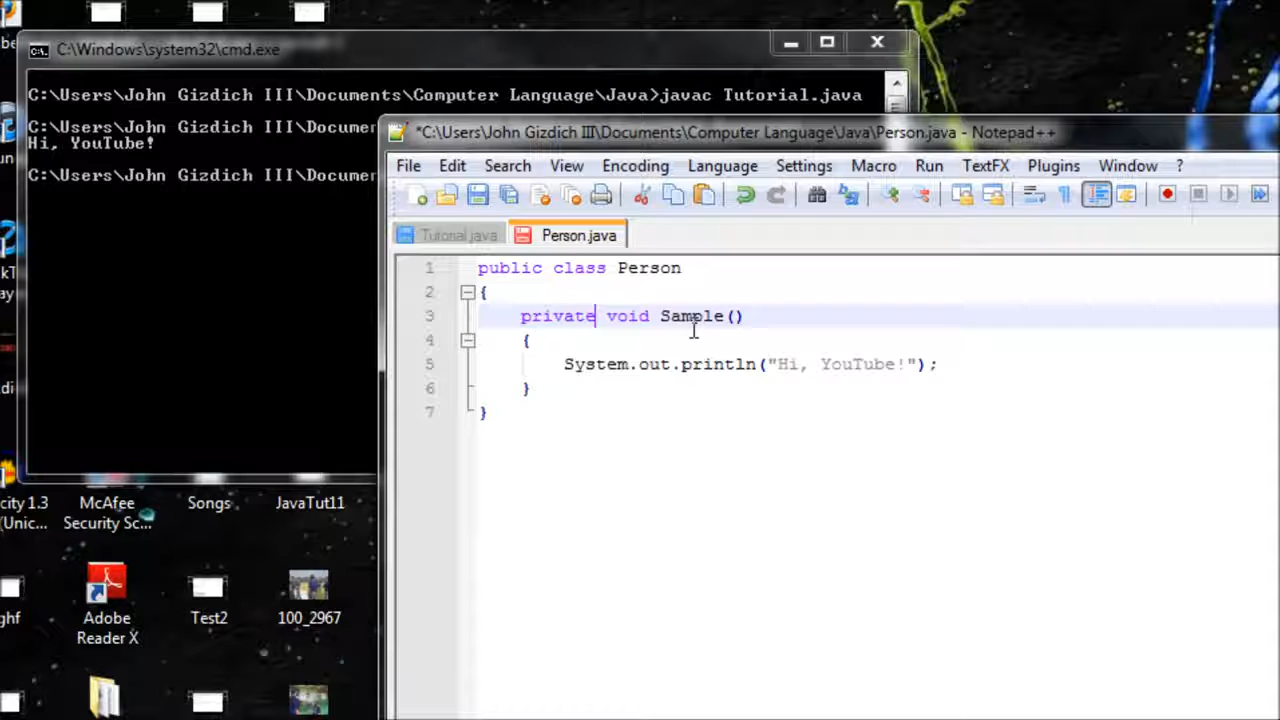 C:\Windows\system32\cmd.exe
C:\Users\John Gizdich III\Documents\Computer Language\Java>javac Tutorial.java
C:\Users\John Gizdich III\Documen
Hi, YouTube!
C:\Users\John Gizdich III\Documen
*C:\Users\John Gizdich III\Documents\Computer Language\Java\Person.java - Notepad++
File Edit Search View Encoding Language Settings Macro Run TextFX Plugins Window ?
Tutorial.java Person.java
1 public class Person
2 {
3 private void Sample()
4 {
5 System.out.println("Hi, YouTube!");
6 }
7 }
city 1.3
(Unic...
McAfee
Security Sc...
Songs
JavaTut11
ghf
Adobe
Reader X
Test2
100_2967